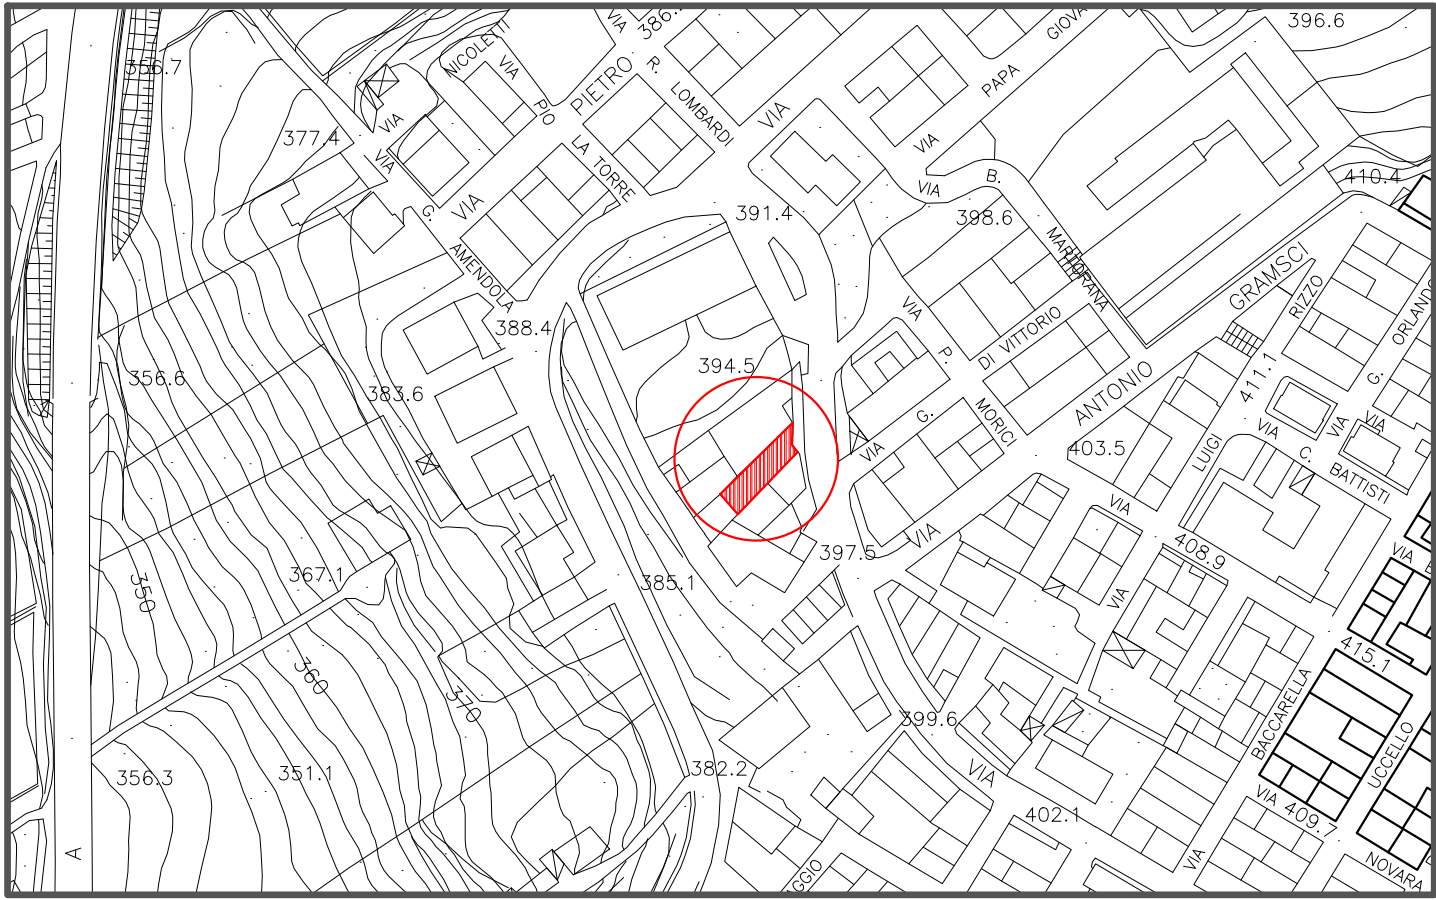 396.6
356.7
NICOLETTI
VIA
VIA
386.
GIOVA
PAPA
VIA
PIETRO
R. LOMBARDI
VIA
VIA
PIO LA TORRE
377.4
VIA
VIA G. AMENDOLA
VIA
391.4
VIA B. MARTORANA
398.6
410.4
GRAMSCI
ANTONIO
VIA
RIZZO
LUIGI
ORLANDO
G.
VIA
388.4
VIA P. MORICI
DI VITTORIO
G.
VIA
394.5
356.6
383.6
411.1
VIA
VIA C. BATTISTI
403.5
VIA
397.5
408.9
VIA
VIA
385.1
367.1
350
360
370
415.1
BACCARELLA
VIA
UCCELLO
399.6
VIA
382.2
356.3
351.1
402.1
VIA 409.7
NOVARA
AGGIO
A